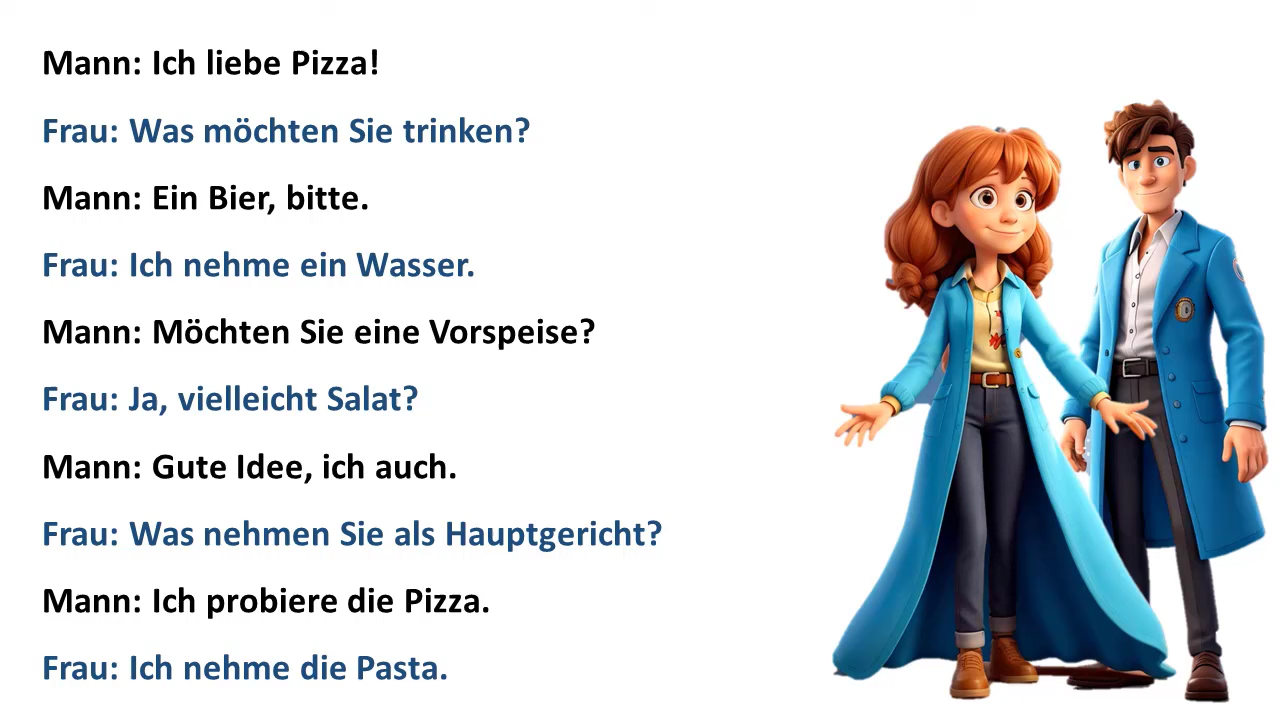 Mann: Ich liebe Pizza!
Frau: Was möchten Sie trinken?
Mann: Ein Bier, bitte.
Frau: Ich nehme ein Wasser.
Mann: Möchten Sie eine Vorspeise?
Frau: Ja, vielleicht Salat?
Mann: Gute Idee, ich auch.
Frau: Was nehmen Sie als Hauptgericht?
Mann: Ich probiere die Pizza.
Frau: Ich nehme die Pasta.